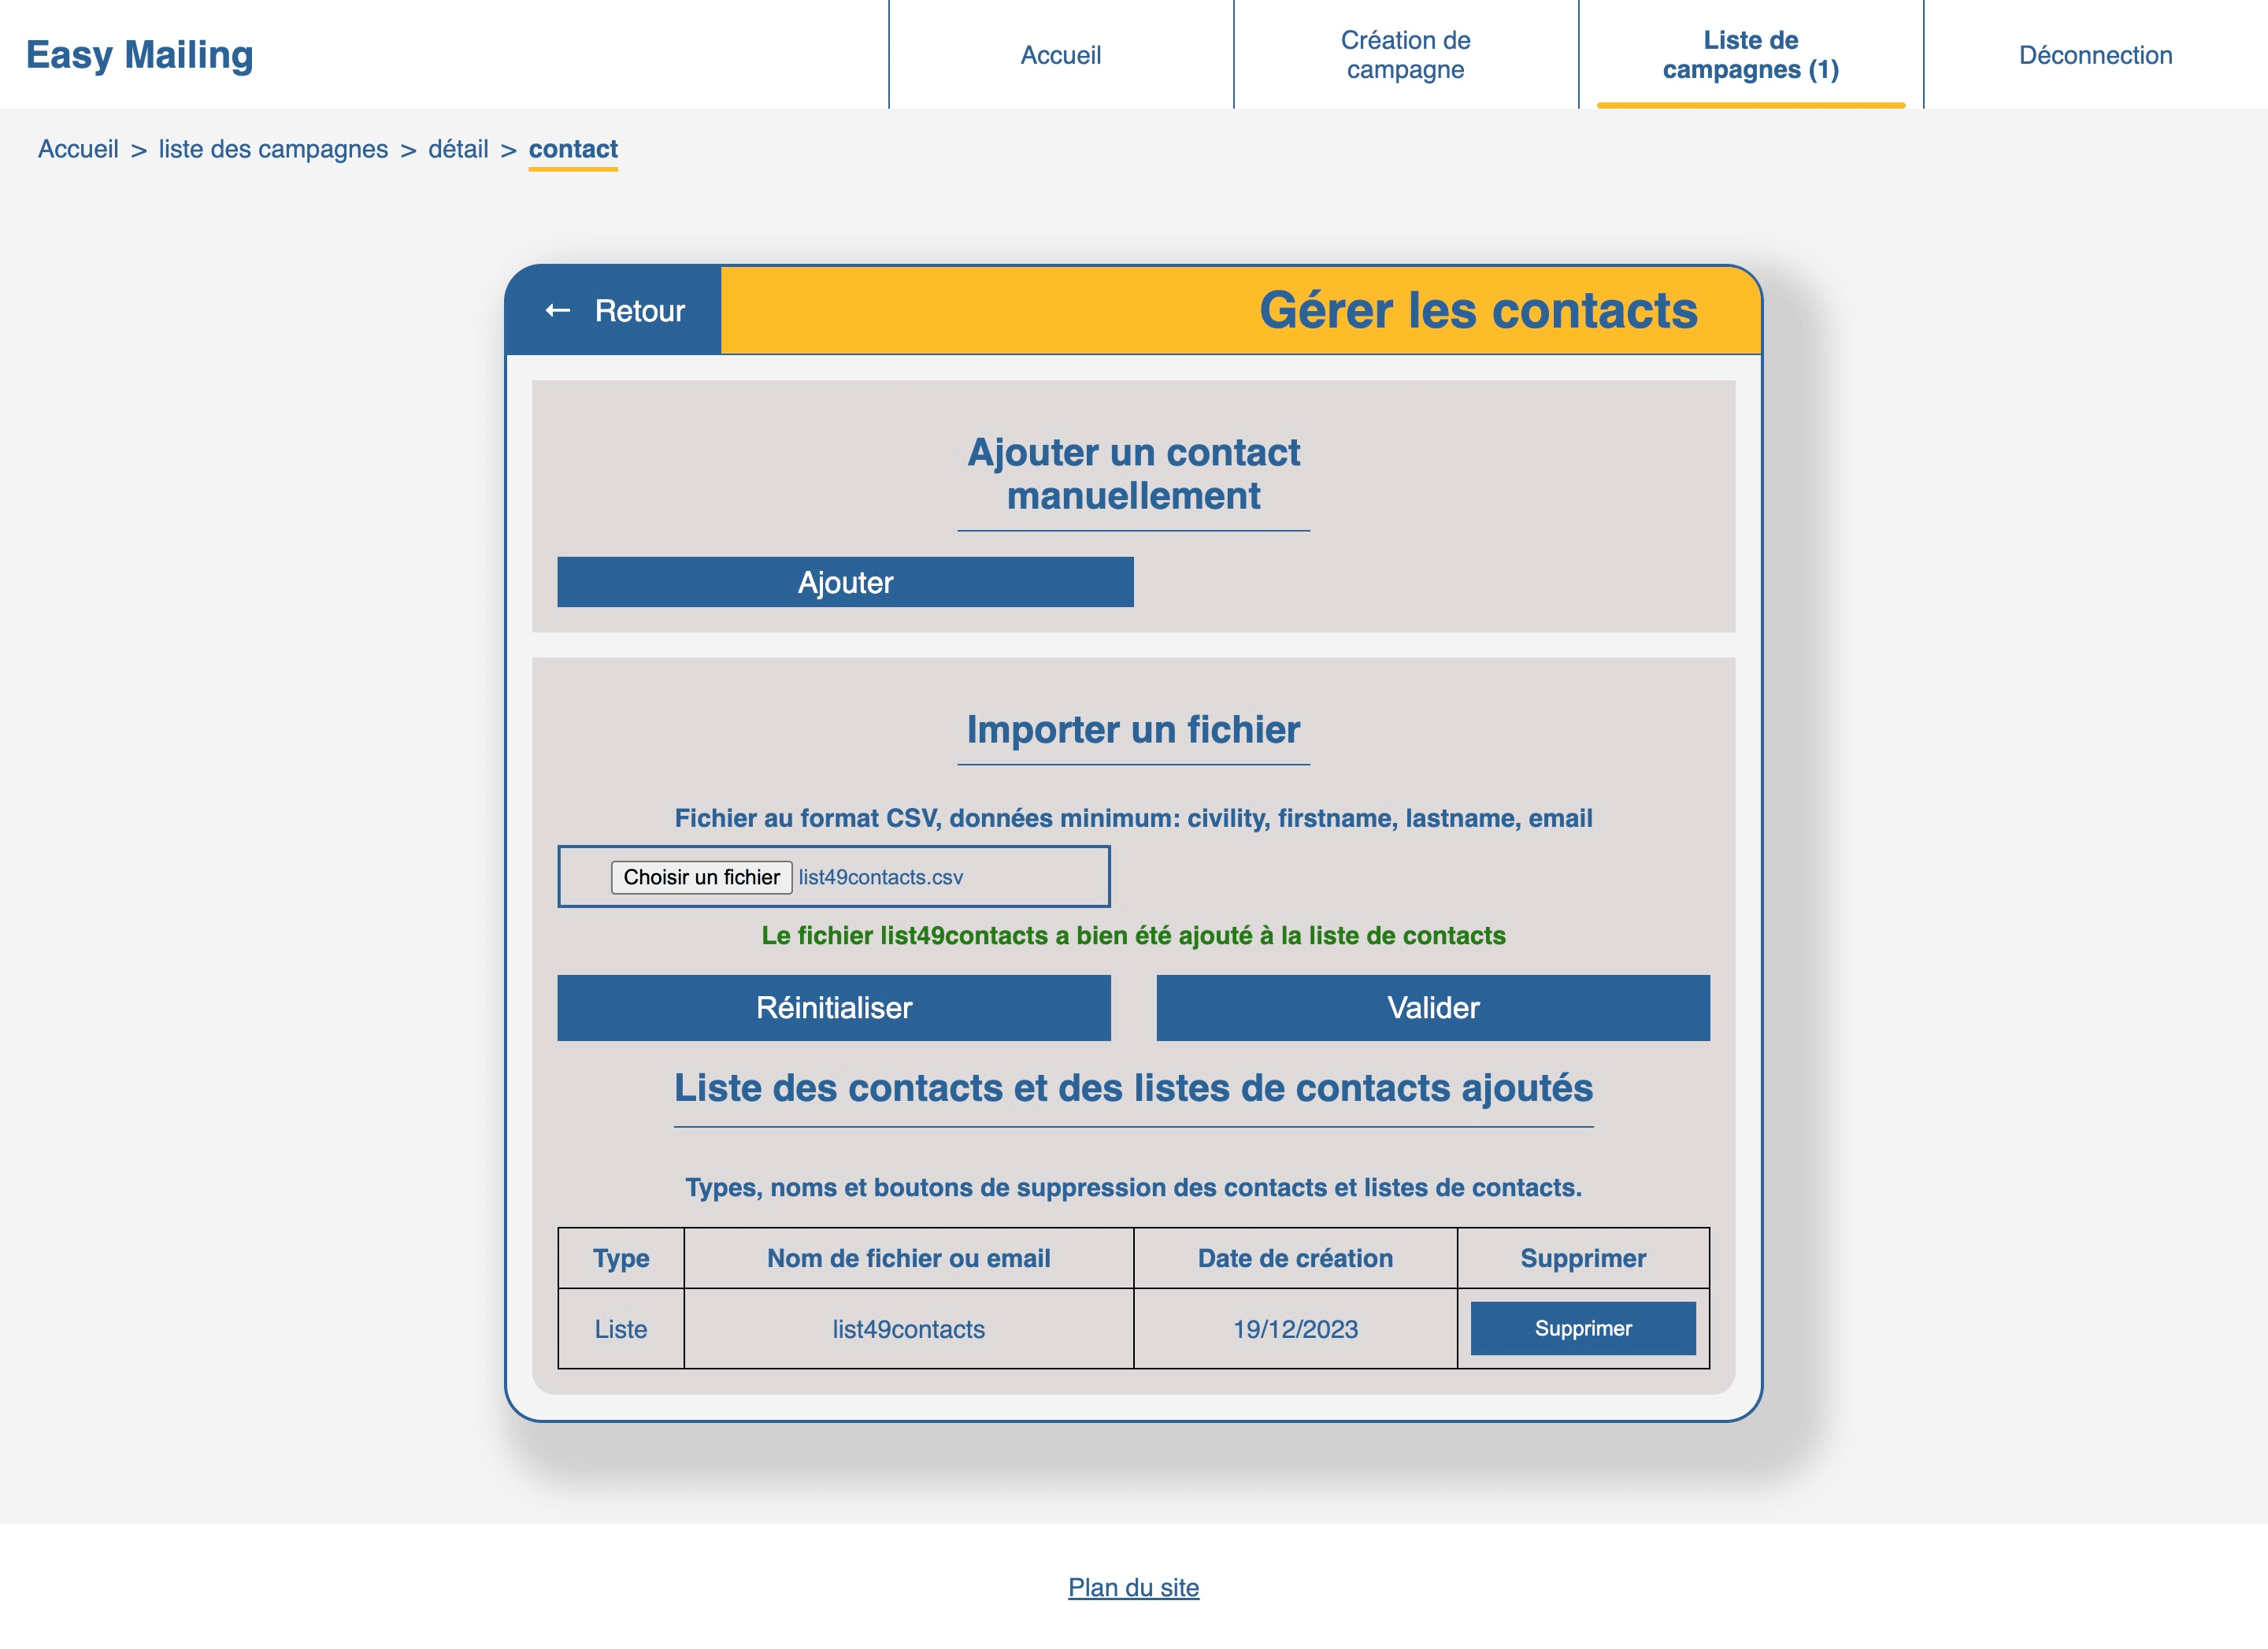 Easy Mailing
Accueil
Création de
campagne
Liste de
campagnes (1)
Déconnection
Accueil > liste des campagnes > détail > contact
← Retour
Gérer les contacts
Ajouter un contact
manuellement
Ajouter
Importer un fichier
Fichier au format CSV, données minimum: civility, firstname, lastname, email
Choisir un fichier list49contacts.csv
Le fichier list49contacts a bien été ajouté à la liste de contacts
Réinitialiser
Valider
Liste des contacts et des listes de contacts ajoutés
Types, noms et boutons de suppression des contacts et listes de contacts.
Type Nom de fichier ou email Date de création Supprimer
Liste list49contacts 19/12/2023 Supprimer
Plan du site